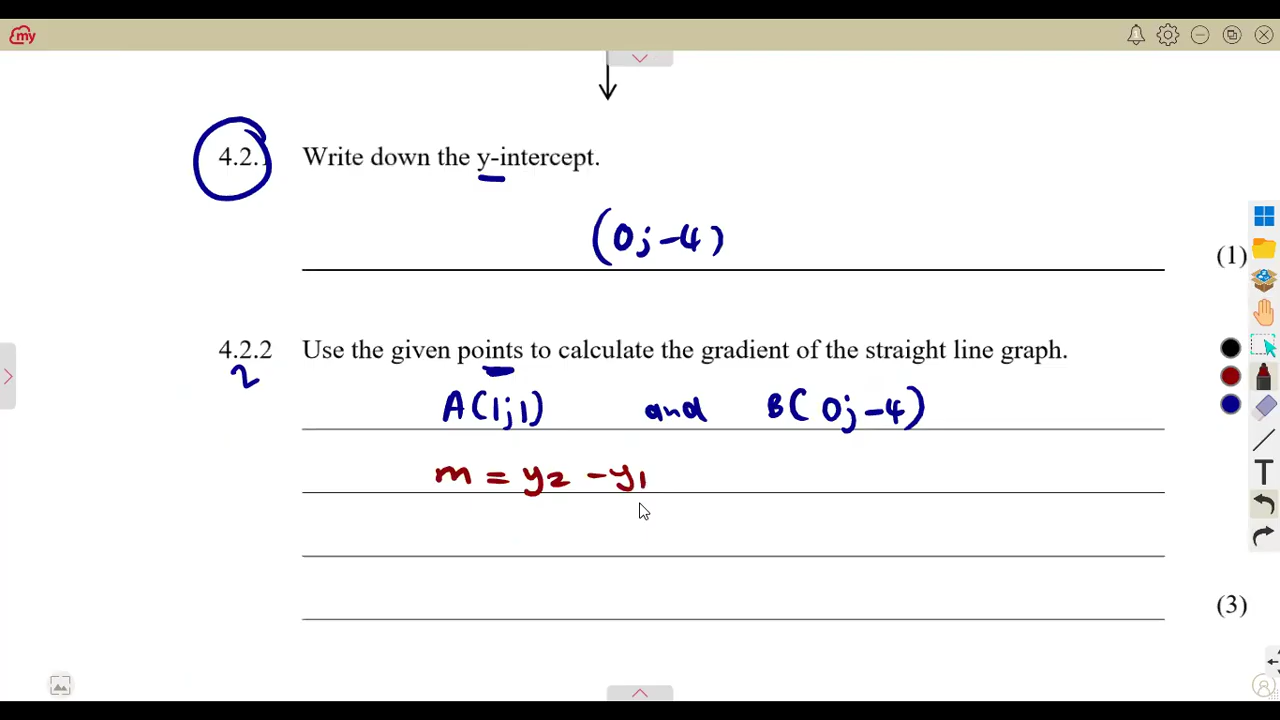 my
4.2.1 Write down the y-intercept.
(0;-4)
(1)
4.2.2 Use the given points to calculate the gradient of the straight line graph.
2
A(1;1) and B(0;-4)
m = y2 - y1
(3)